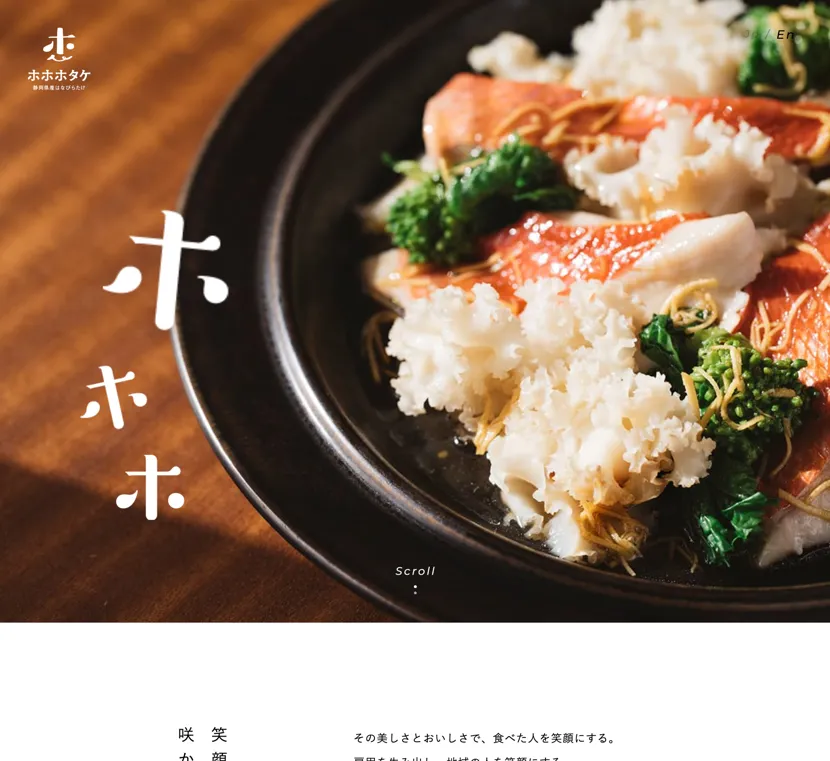 ホホホタケ
静岡県産はなびらたけ
/ En
ホ
ホ
ホ
Scroll
笑顔
咲か
その美しさとおいしさで、食べた人を笑顔にする。